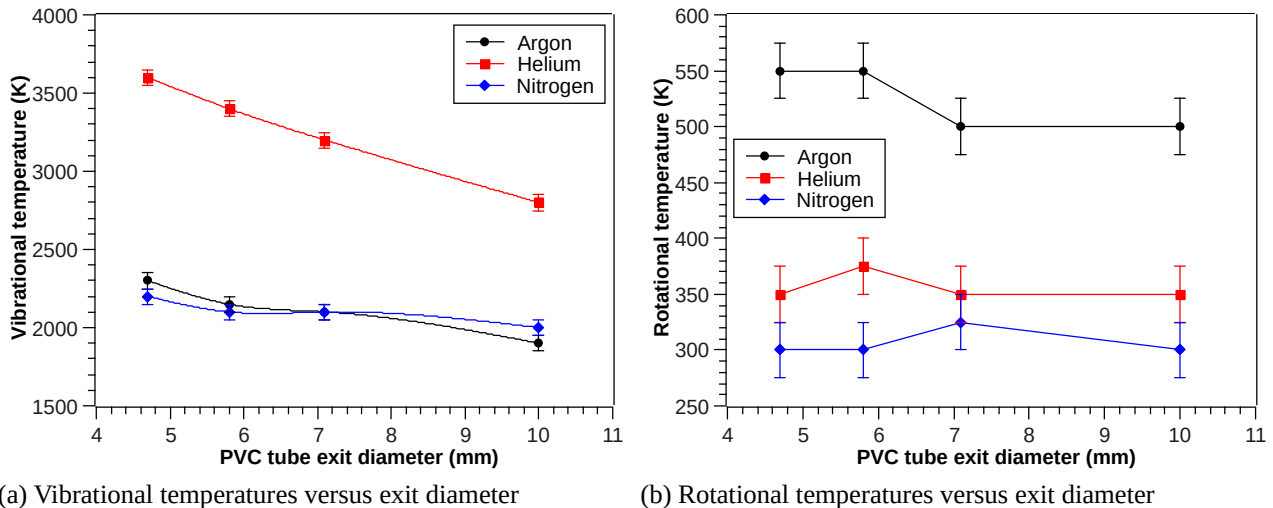 4000
3500
3000
2500
2000
1500
Vibrational temperature (K)
Argon
Helium
Nitrogen
4 5 6 7 8 9 10 11
PVC tube exit diameter (mm)
(a) Vibrational temperatures versus exit diameter
600
550
500
450
400
350
300
250
Rotational temperature (K)
Argon
Helium
Nitrogen
4 5 6 7 8 9 10 11
PVC tube exit diameter (mm)
(b) Rotational temperatures versus exit diameter